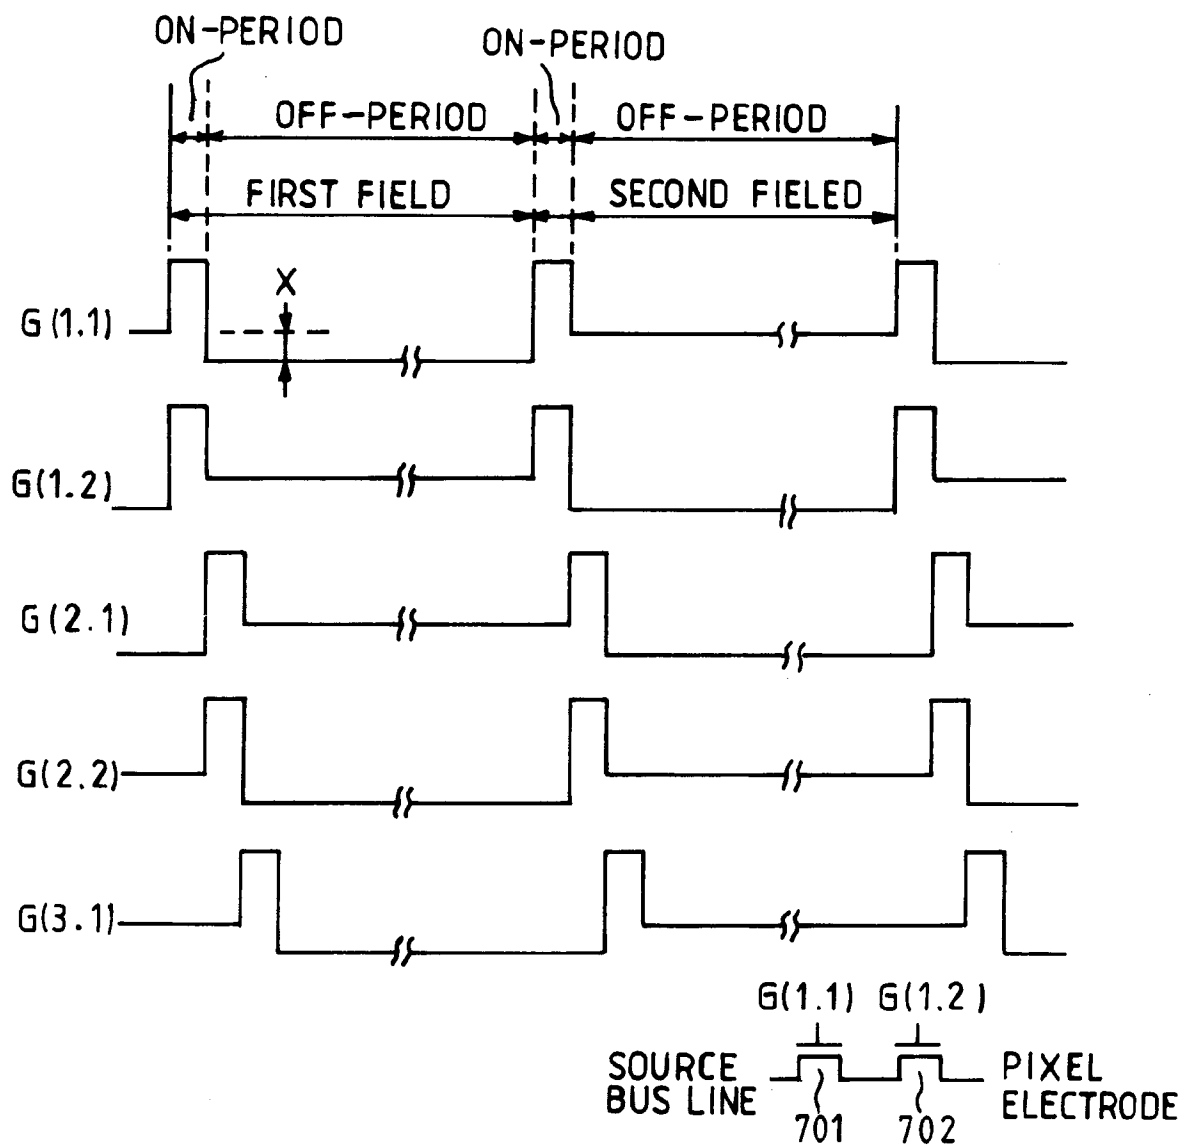 ON-PERIOD
ON-PERIOD
OFF-PERIOD
OFF-PERIOD
FIRST FIELD
SECOND FIELED
X
G(1.1)
G(1.2)
G(2.1)
G(2.2)
G(3.1)
G(1.1) G(1.2)
SOURCE
BUS LINE
PIXEL
ELECTRODE
701
702